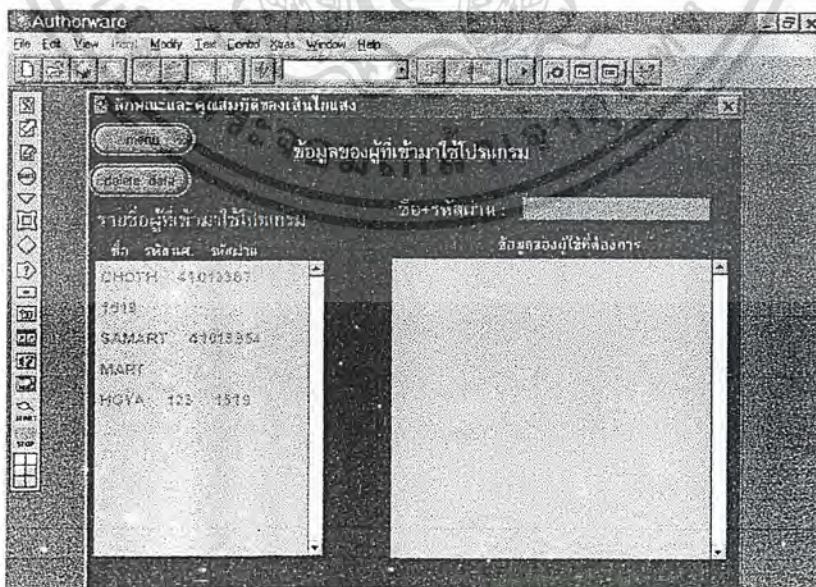 Authorware
File Edit View Insert Modify Text Control Xtras Window Help
ลักษณะและคุณสมบัติของเส้นใยแสง
menu
ข้อมูลของผู้ที่เข้ามาใช้โปรแกรม
delete data
ชื่อ+รหัสผ่าน :
รายชื่อผู้ที่เข้ามาใช้โปรแกรม
ชื่อ รหัสนศ. รหัสผ่าน
ข้อมูลของผู้ใช้ที่ต้องการ
CHOTH 41013387
1519
SAMART 41013354
MART
HOYA 123 1519
START
STOP